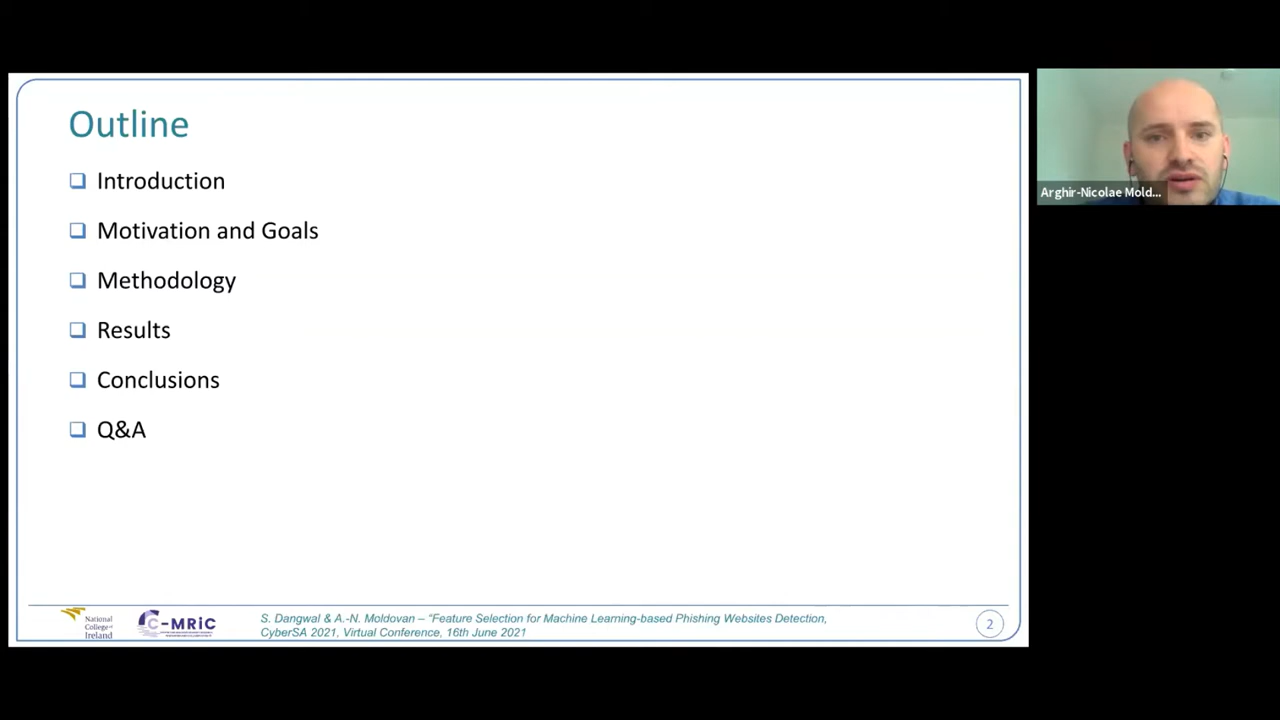 Outline
Introduction
Motivation and Goals
Methodology
Results
Conclusions
Q&A
Arghir-Nicolae Mold...
National
College of
Ireland
C-MRiC
S. Dangwal & A.-N. Moldovan – "Feature Selection for Machine Learning-based Phishing Websites Detection,
CyberSA 2021, Virtual Conference, 16th June 2021
2